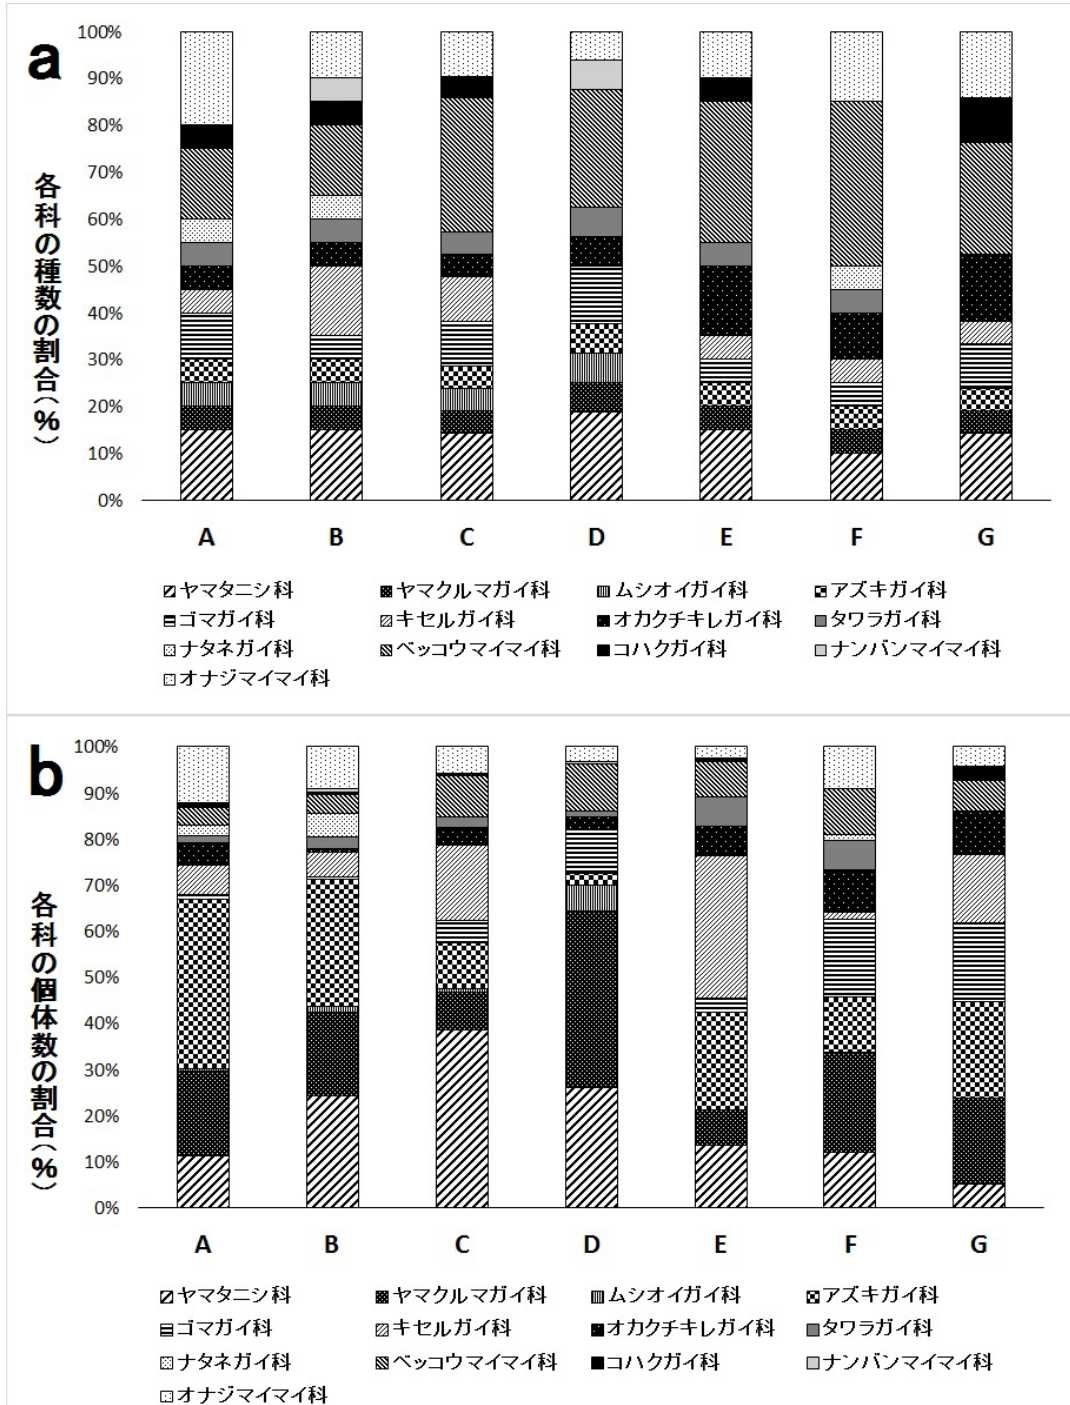 a
100%
90%
80%
70%
60%
50%
40%
30%
20%
10%
0%
各科の種数の割合(%)
A B C D E F G
ヤマタニシ科 ヤマクルマガイ科 ムシオイガイ科 アズキガイ科
ゴマガイ科 キセルガイ科 オカクチキレガイ科 タワラガイ科
ナタネガイ科 ベッコウマイマイ科 コハクガイ科 ナンバンマイマイ科
オナジマイマイ科
b
100%
90%
80%
70%
60%
50%
40%
30%
20%
10%
0%
各科の個体数の割合(%)
A B C D E F G
ヤマタニシ科 ヤマクルマガイ科 ムシオイガイ科 アズキガイ科
ゴマガイ科 キセルガイ科 オカクチキレガイ科 タワラガイ科
ナタネガイ科 ベッコウマイマイ科 コハクガイ科 ナンバンマイマイ科
オナジマイマイ科